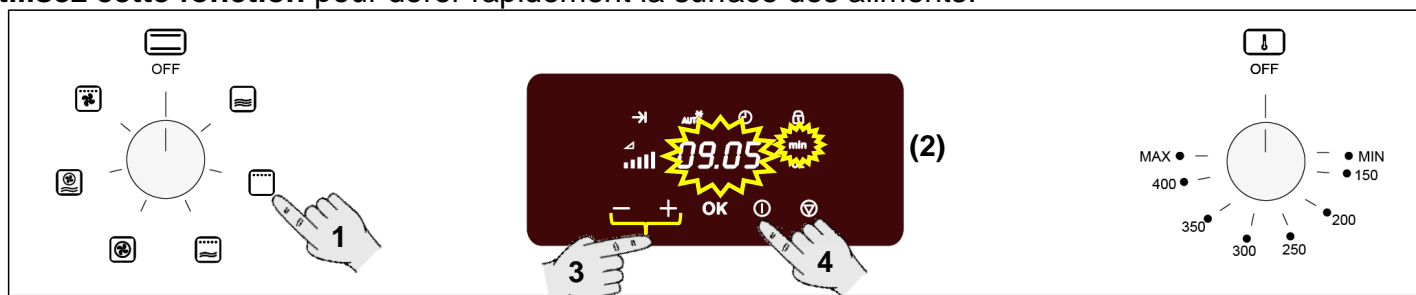 utilisez cette fonction pour dorer rapidement la surface des aliments.
OFF
1
AUTO
09.05
min
OK
(2)
3
4
OFF
MAX
MIN
400
150
350
200
300
250